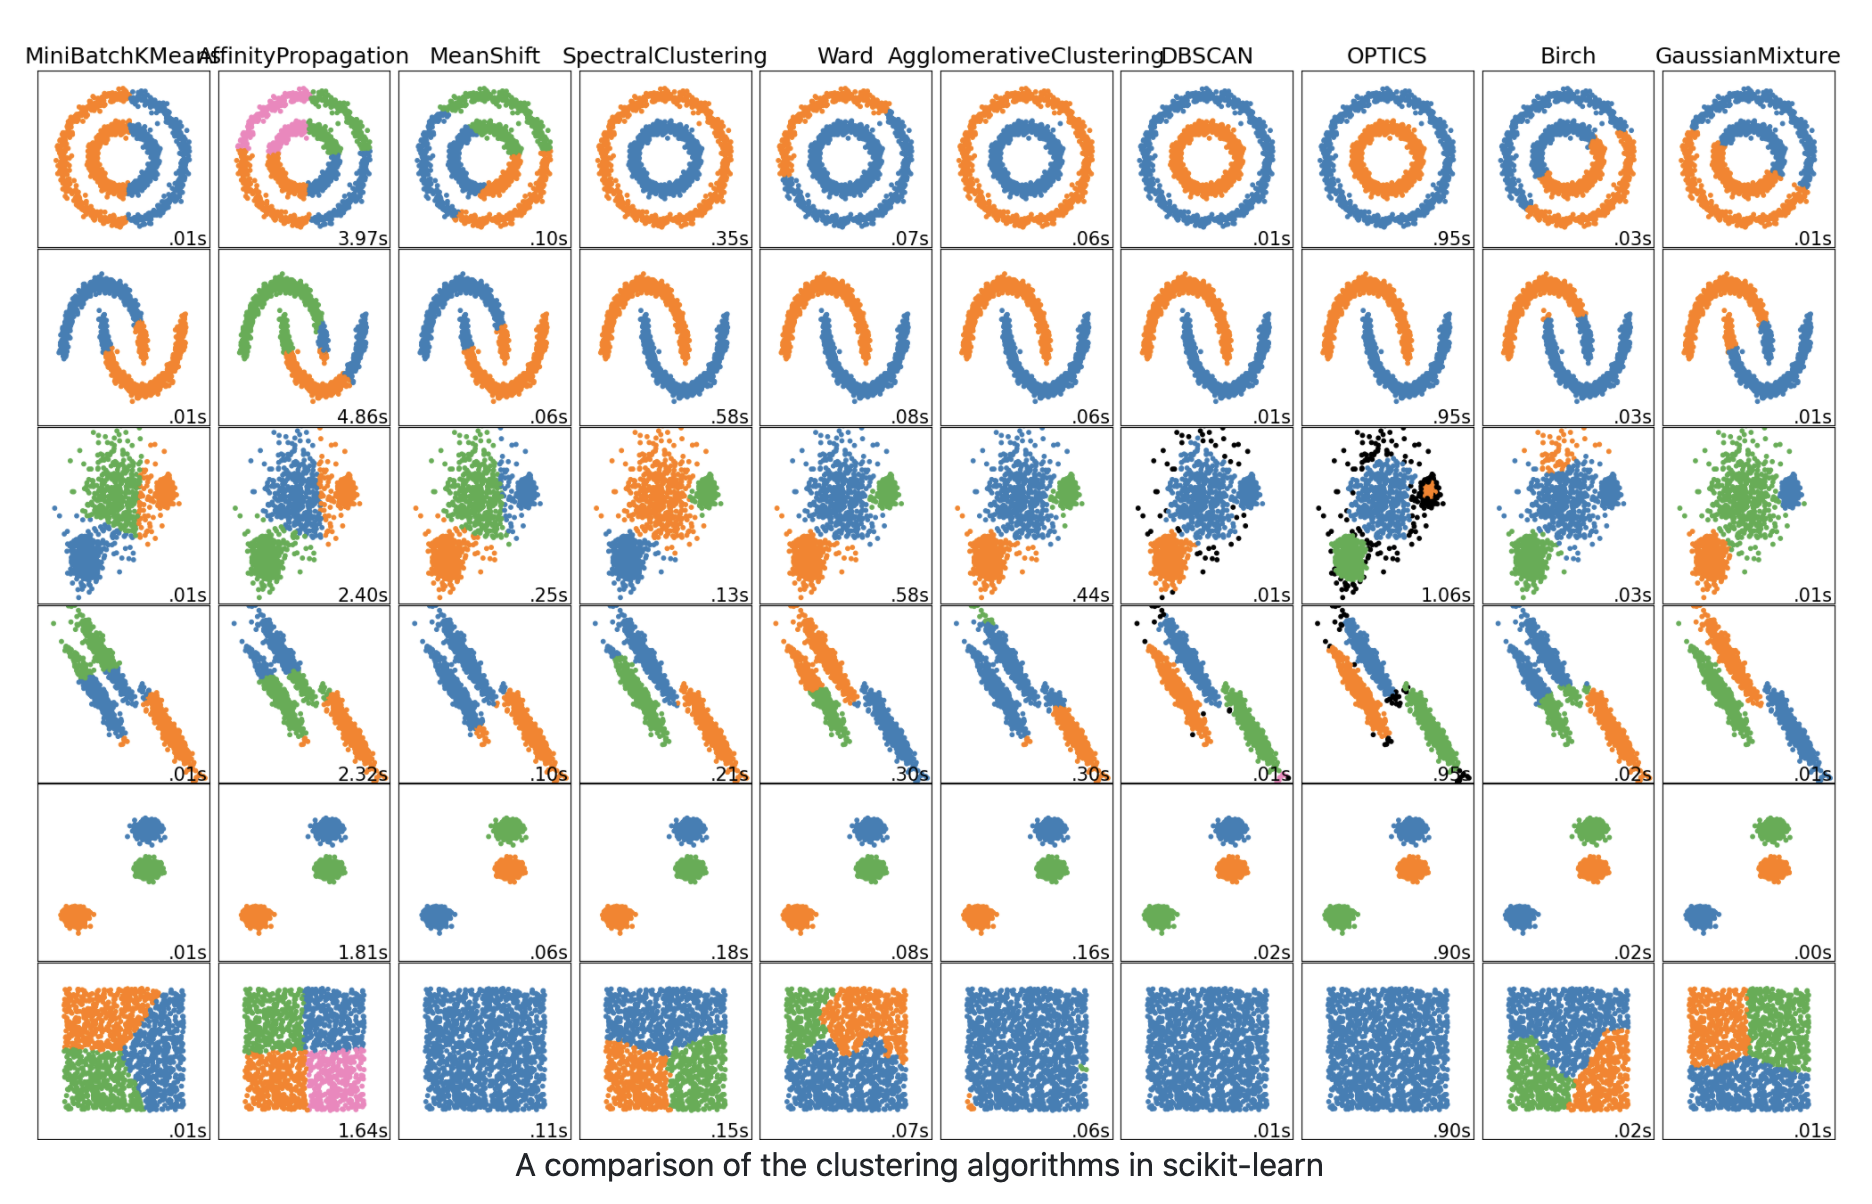 MiniBatchKMeans AffinityPropagation MeanShift SpectralClustering Ward AgglomerativeClustering DBSCAN OPTICS Birch GaussianMixture
.01s 3.97s .10s .35s .07s .06s .01s .95s .03s .01s
.01s 4.86s .06s .58s .08s .06s .01s .95s .03s .01s
.01s 2.40s .25s .13s .58s .44s .01s 1.06s .03s .01s
.01s 2.32s .10s .21s .30s .30s .01s .95s .02s .01s
.01s 1.81s .06s .18s .08s .16s .02s .90s .02s .00s
.01s 1.64s .11s .15s .07s .06s .01s .90s .02s .01s
A comparison of the clustering algorithms in scikit-learn